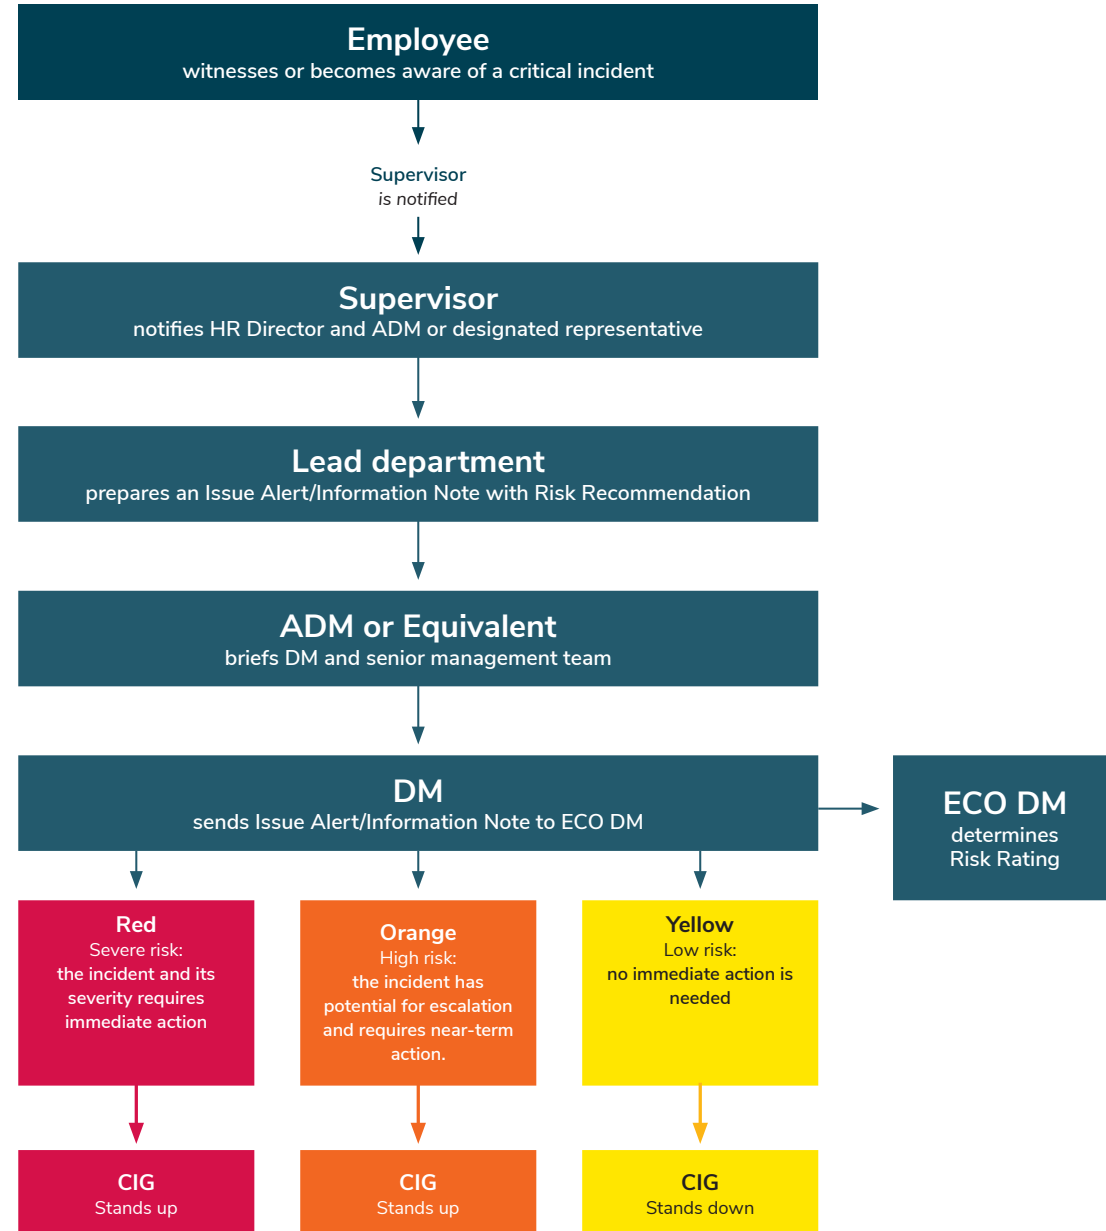 Employee
witnesses or becomes aware of a critical incident
Supervisor
is notified
Supervisor
notifies HR Director and ADM or designated representative
Lead department
prepares an Issue Alert/Information Note with Risk Recommendation
ADM or Equivalent
briefs DM and senior management team
DM
sends Issue Alert/Information Note to ECO DM
ECO DM
determines
Risk Rating
Red
Severe risk:
the incident and its
severity requires
immediate action
Orange
High risk:
the incident has
potential for escalation
and requires near-term
action.
Yellow
Low risk:
no immediate action is
needed
CIG
Stands up
CIG
Stands up
CIG
Stands down